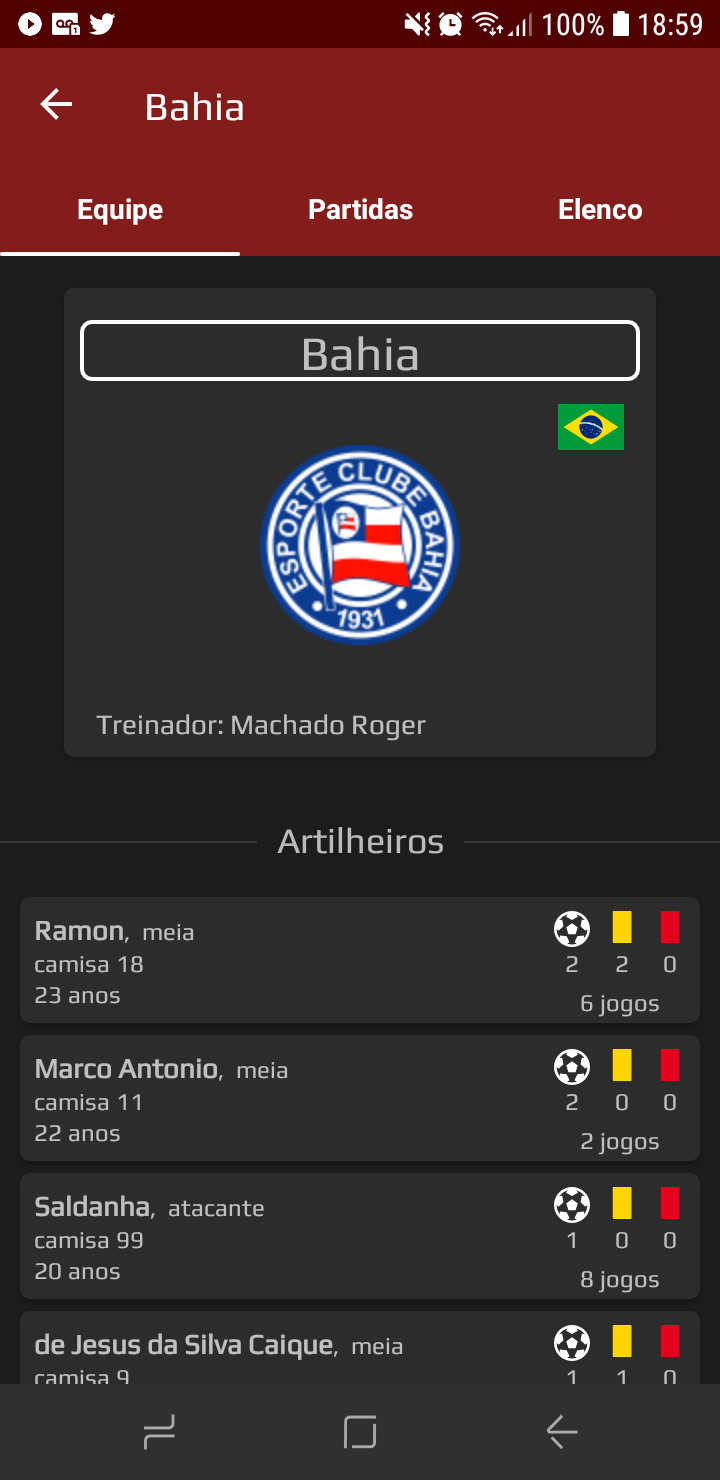 100% 18:59
Bahia
Equipe Partidas Elenco
Bahia
ESPORTE CLUBE BAHIA
1931
Treinador: Machado Roger
Artilheiros
Ramon, meia
camisa 18 2 2 0
23 anos
6 jogos
Marco Antonio, meia
camisa 11 2 0 0
22 anos
2 jogos
Saldanha, atacante
camisa 99 1 0 0
20 anos
8 jogos
de Jesus da Silva Caique, meia
camisa 9 1 1 0